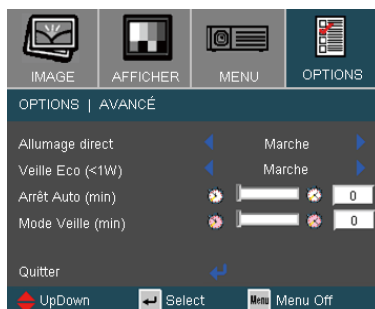 IMAGE AFFICHER MENU OPTIONS
OPTIONS | AVANCÉ
Allumage direct Marche
Veille Eco (<1W) Marche
Arrêt Auto (min) 0
Mode Veille (min) 0
Quitter
UpDown Select Menu Menu Off